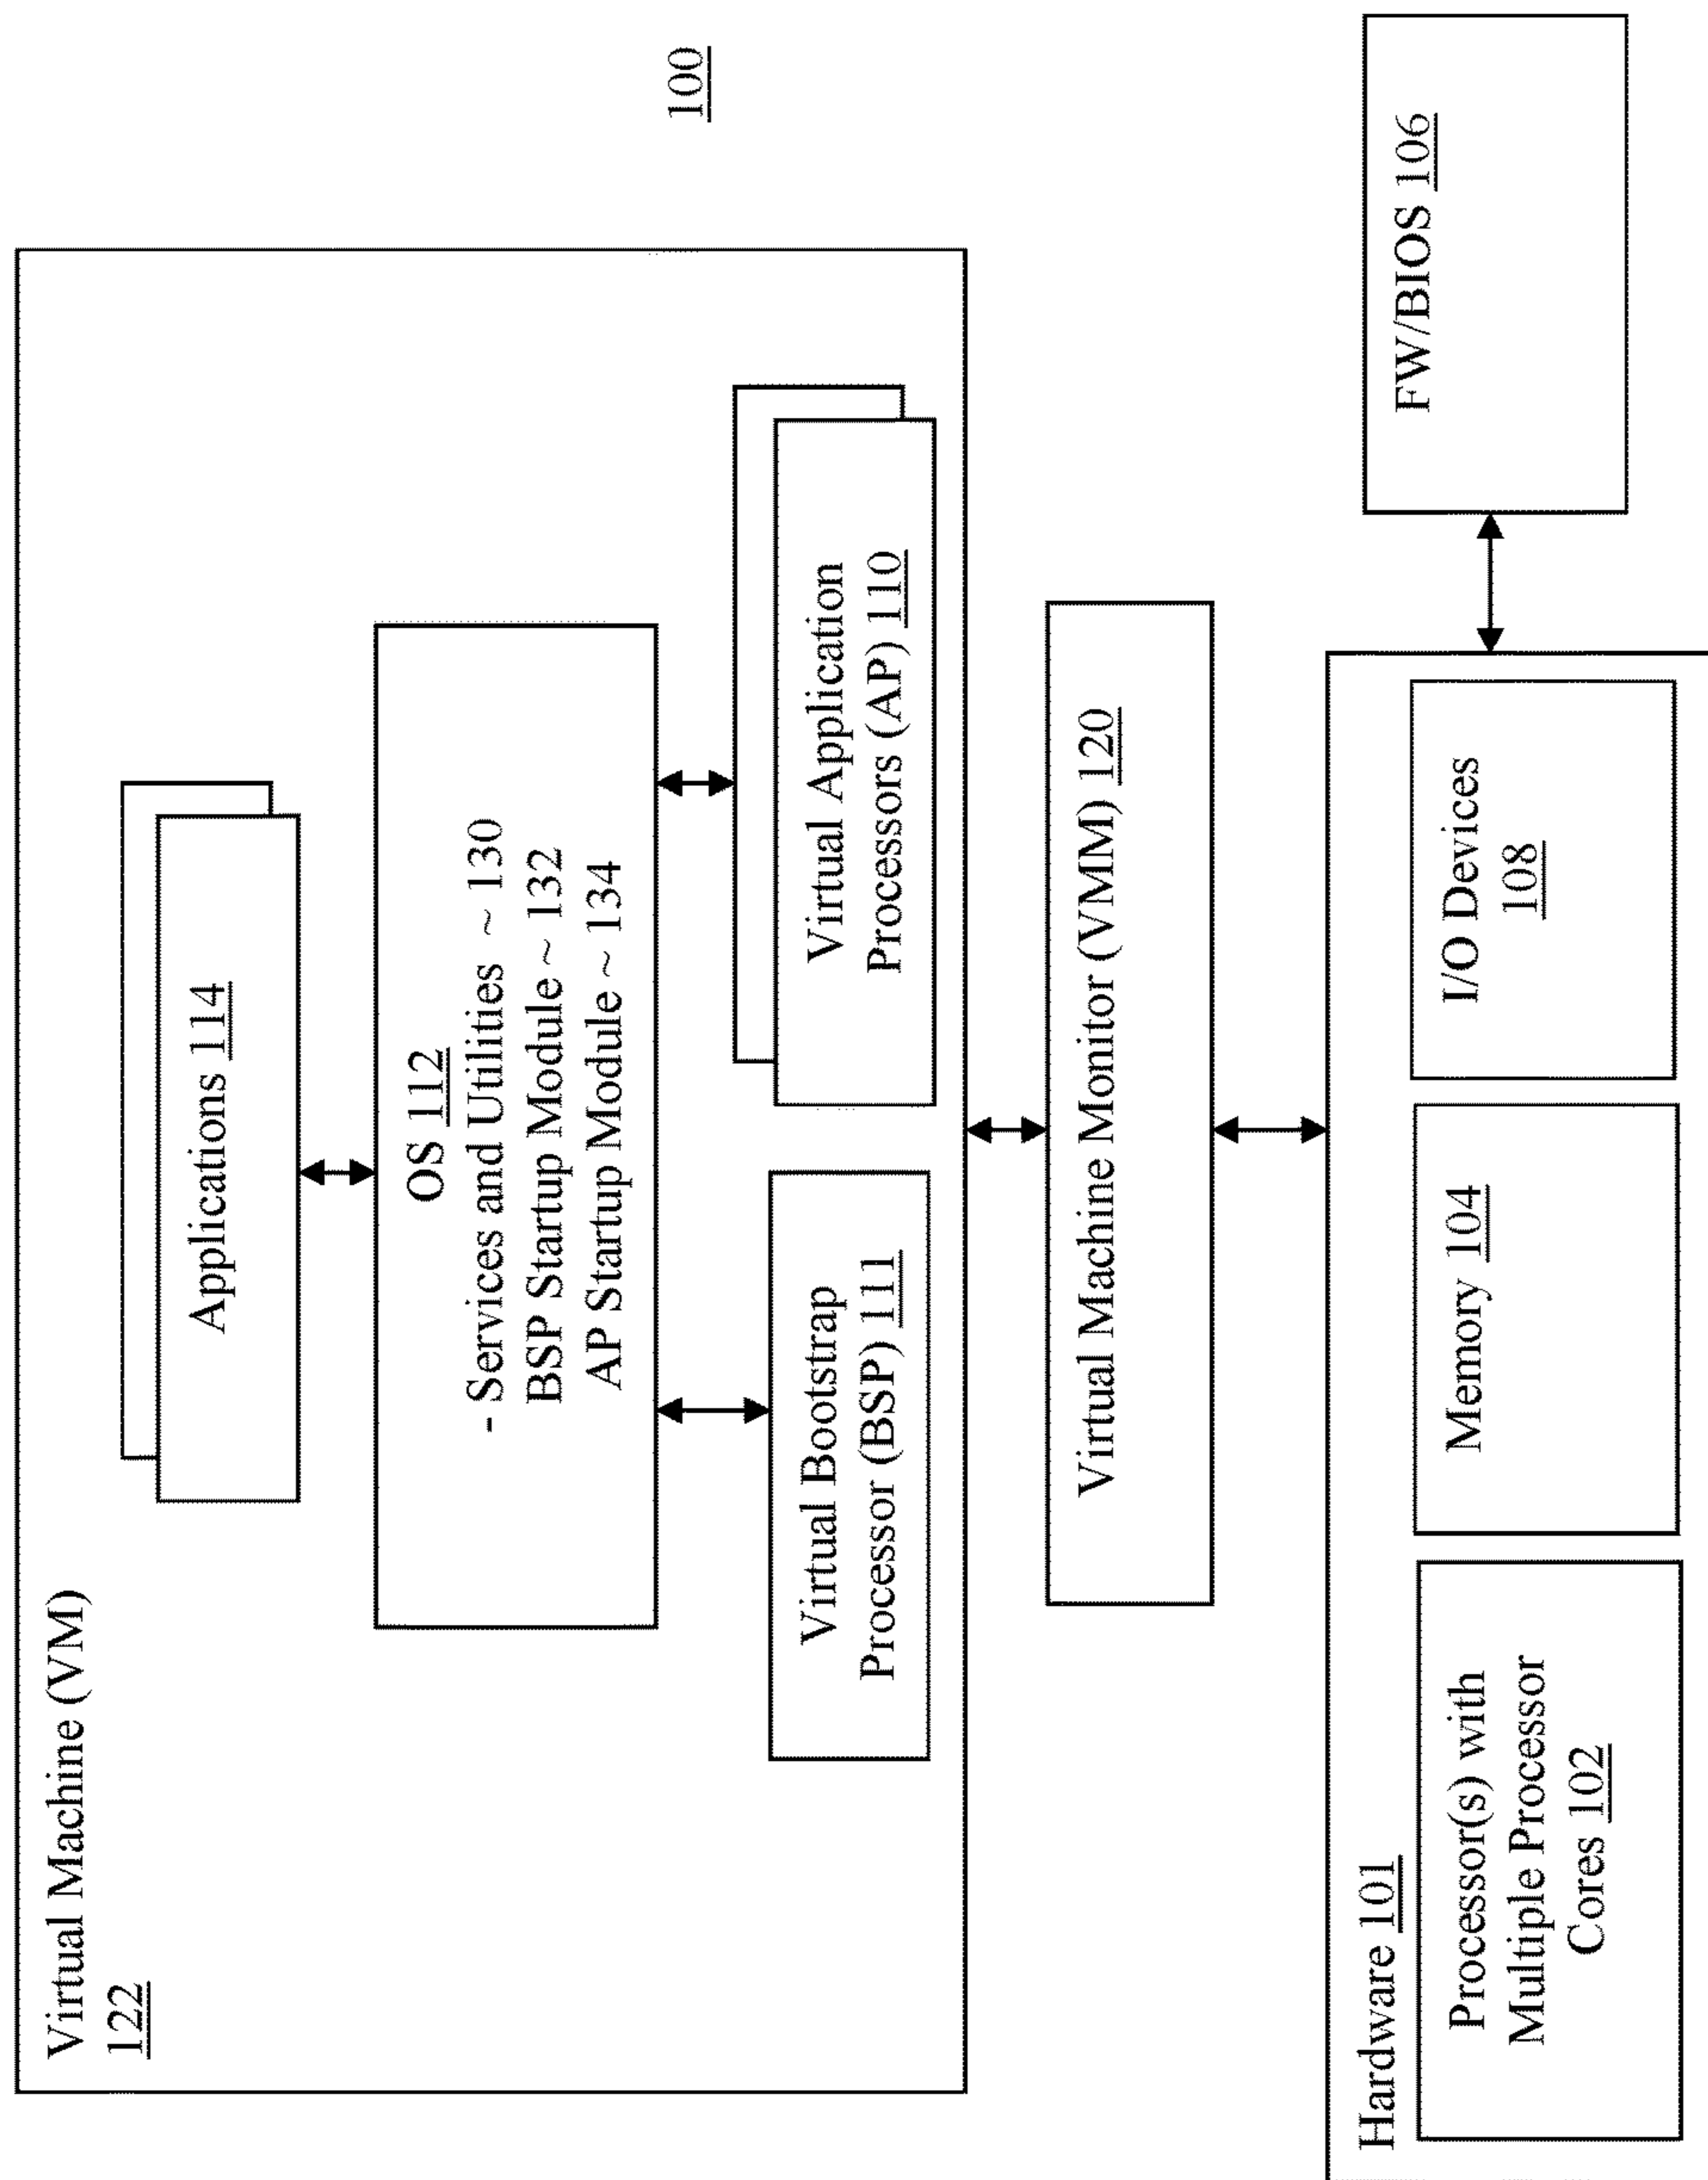 100
Virtual Machine (VM)
122
Applications 114
OS 112
- Services and Utilities ~ 130
BSP Startup Module ~ 132
AP Startup Module ~ 134
Virtual Bootstrap
Processor (BSP) 111
Virtual Application
Processors (AP) 110
Virtual Machine Monitor (VMM) 120
Hardware 101
Processor(s) with
Multiple Processor
Cores 102
Memory 104
I/O Devices
108
FW/BIOS 106